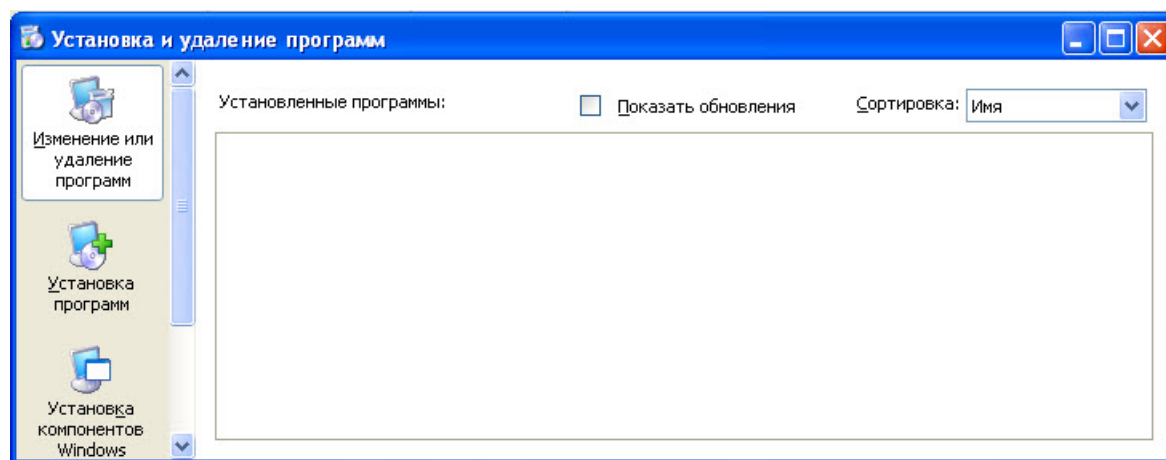 Установка и удаление программ
Изменение или
удаление
программ
Установка
программ
Установка
компонентов
Windows
Установленные программы:
Показать обновления
Сортировка: Имя